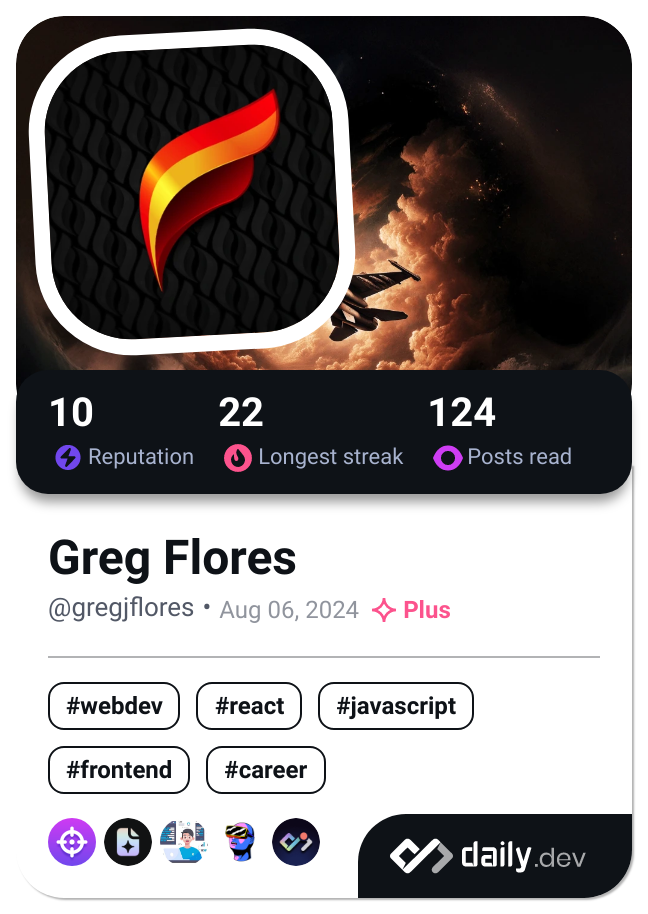 10 22 124
Reputation Longest streak Posts read
Greg Flores
@gregjflores • Aug 06, 2024 Plus
#webdev #react #javascript
#frontend #career
daily.dev